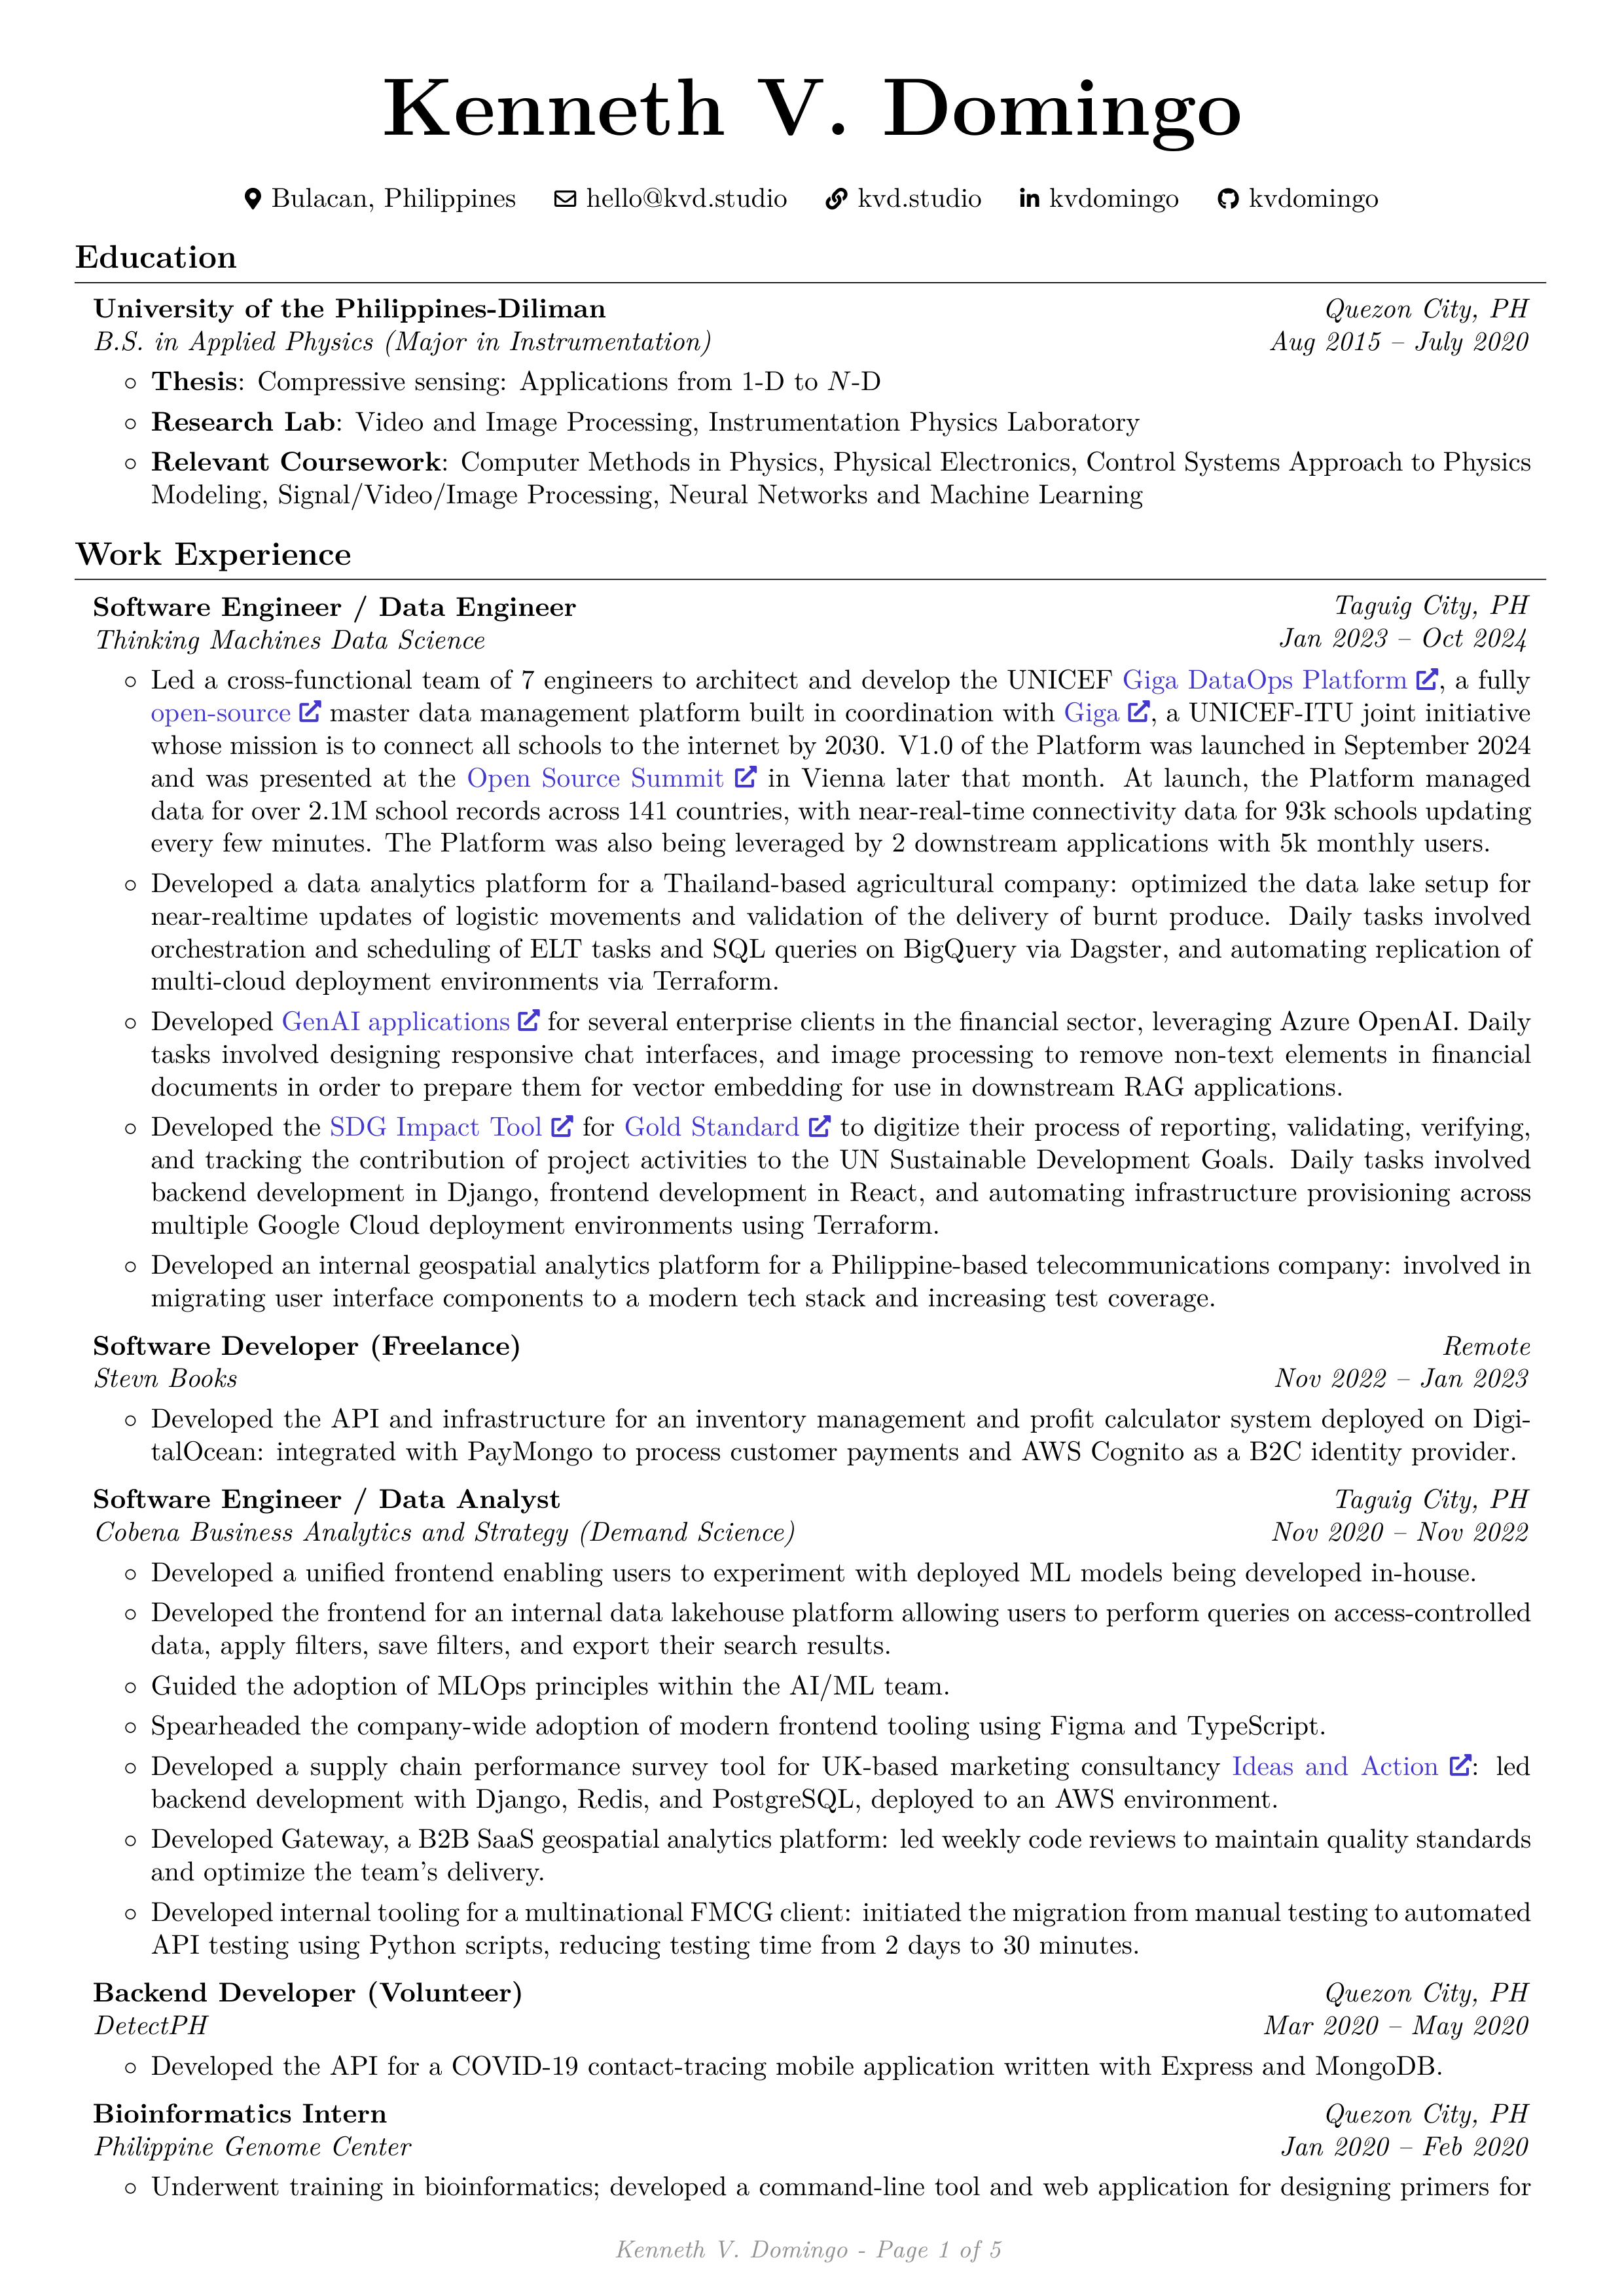 Kenneth V. Domingo
Bulacan, Philippines hello@kvd.studio kvd.studio kvdomingo kvdomingo
Education
University of the Philippines-Diliman Quezon City, PH
B.S. in Applied Physics (Major in Instrumentation) Aug 2015 – July 2020
◦ Thesis: Compressive sensing: Applications from 1-D to N-D
◦ Research Lab: Video and Image Processing, Instrumentation Physics Laboratory
◦ Relevant Coursework: Computer Methods in Physics, Physical Electronics, Control Systems Approach to Physics
Modeling, Signal/Video/Image Processing, Neural Networks and Machine Learning
Work Experience
Software Engineer / Data Engineer Taguig City, PH
Thinking Machines Data Science Jan 2023 – Oct 2024
◦ Led a cross-functional team of 7 engineers to architect and develop the UNICEF Giga DataOps Platform, a fully
open-source master data management platform built in coordination with Giga, a UNICEF-ITU joint initiative
whose mission is to connect all schools to the internet by 2030. V1.0 of the Platform was launched in September 2024
and was presented at the Open Source Summit in Vienna later that month. At launch, the Platform managed
data for over 2.1M school records across 141 countries, with near-real-time connectivity data for 93k schools updating
every few minutes. The Platform was also being leveraged by 2 downstream applications with 5k monthly users.
◦ Developed a data analytics platform for a Thailand-based agricultural company: optimized the data lake setup for
near-realtime updates of logistic movements and validation of the delivery of burnt produce. Daily tasks involved
orchestration and scheduling of ELT tasks and SQL queries on BigQuery via Dagster, and automating replication of
multi-cloud deployment environments via Terraform.
◦ Developed GenAI applications for several enterprise clients in the financial sector, leveraging Azure OpenAI. Daily
tasks involved designing responsive chat interfaces, and image processing to remove non-text elements in financial
documents in order to prepare them for vector embedding for use in downstream RAG applications.
◦ Developed the SDG Impact Tool for Gold Standard to digitize their process of reporting, validating, verifying,
and tracking the contribution of project activities to the UN Sustainable Development Goals. Daily tasks involved
backend development in Django, frontend development in React, and automating infrastructure provisioning across
multiple Google Cloud deployment environments using Terraform.
◦ Developed an internal geospatial analytics platform for a Philippine-based telecommunications company: involved in
migrating user interface components to a modern tech stack and increasing test coverage.
Software Developer (Freelance) Remote
Stevn Books Nov 2022 – Jan 2023
◦ Developed the API and infrastructure for an inventory management and profit calculator system deployed on Digi-
talOcean: integrated with PayMongo to process customer payments and AWS Cognito as a B2C identity provider.
Software Engineer / Data Analyst Taguig City, PH
Cobena Business Analytics and Strategy (Demand Science) Nov 2020 – Nov 2022
◦ Developed a unified frontend enabling users to experiment with deployed ML models being developed in-house.
◦ Developed the frontend for an internal data lakehouse platform allowing users to perform queries on access-controlled
data, apply filters, save filters, and export their search results.
◦ Guided the adoption of MLOps principles within the AI/ML team.
◦ Spearheaded the company-wide adoption of modern frontend tooling using Figma and TypeScript.
◦ Developed a supply chain performance survey tool for UK-based marketing consultancy Ideas and Action: led
backend development with Django, Redis, and PostgreSQL, deployed to an AWS environment.
◦ Developed Gateway, a B2B SaaS geospatial analytics platform: led weekly code reviews to maintain quality standards
and optimize the team's delivery.
◦ Developed internal tooling for a multinational FMCG client: initiated the migration from manual testing to automated
API testing using Python scripts, reducing testing time from 2 days to 30 minutes.
Backend Developer (Volunteer) Quezon City, PH
DetectPH Mar 2020 – May 2020
◦ Developed the API for a COVID-19 contact-tracing mobile application written with Express and MongoDB.
Bioinformatics Intern Quezon City, PH
Philippine Genome Center Jan 2020 – Feb 2020
◦ Underwent training in bioinformatics; developed a command-line tool and web application for designing primers for
Kenneth V. Domingo - Page 1 of 5